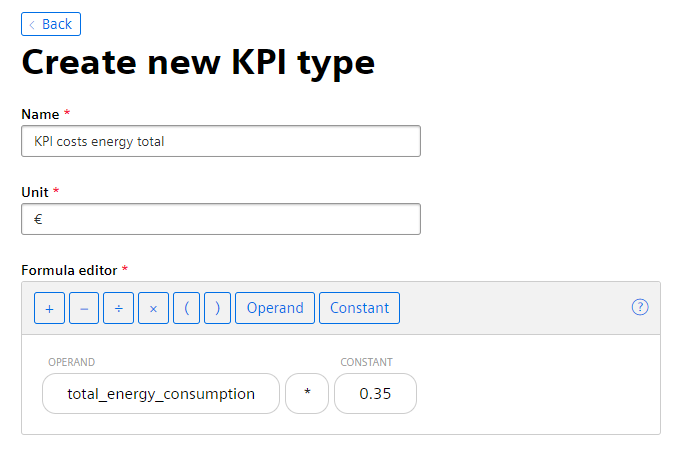 < Back
Create new KPI type
Name *
KPI costs energy total
Unit *
€
Formula editor *
+ − ÷ × ( ) Operand Constant ?
OPERAND CONSTANT
total_energy_consumption * 0.35